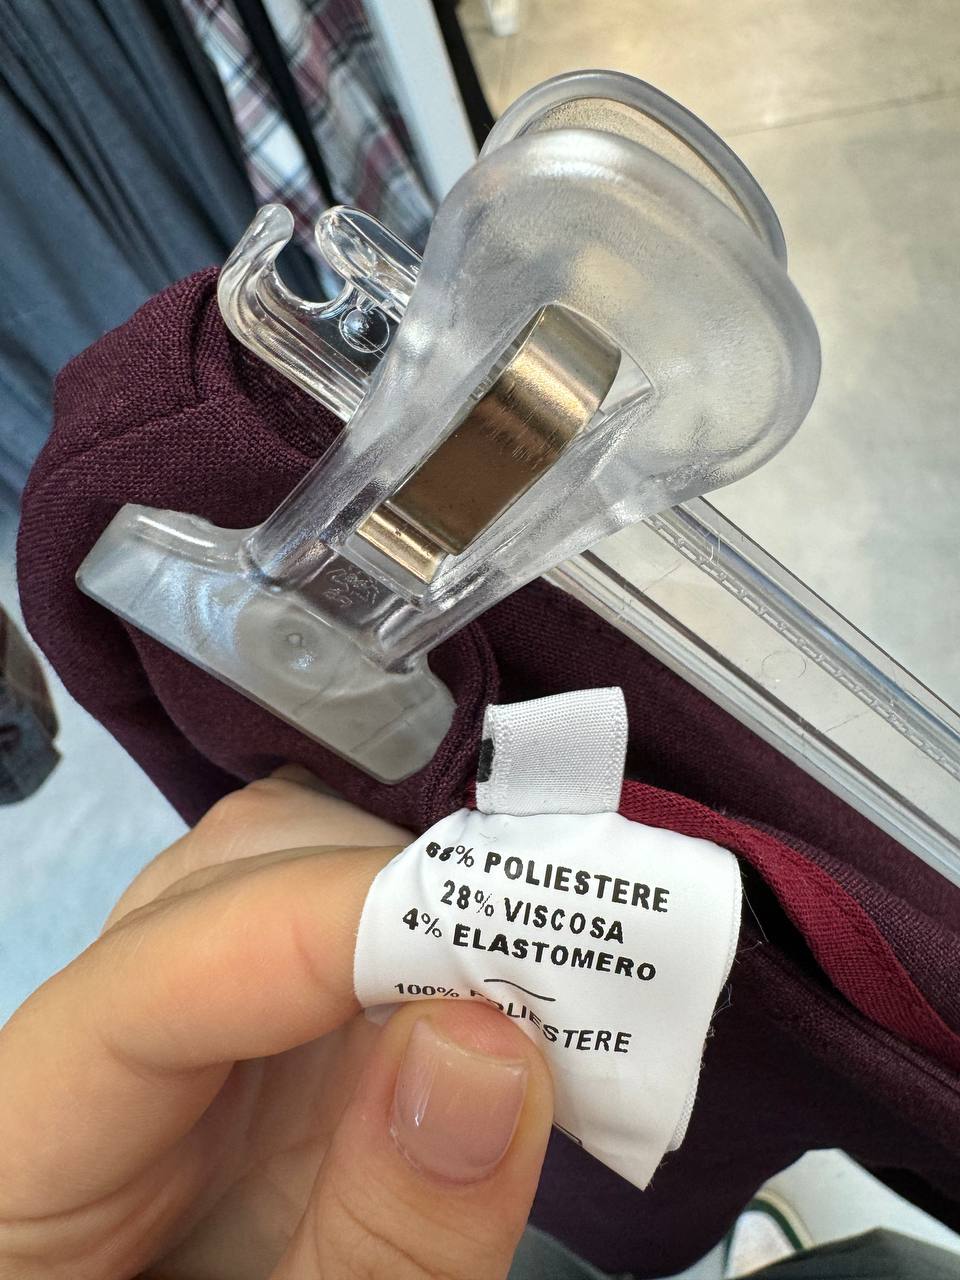 68% POLIESTERE
28% VISCOSA
4% ELASTOMERO
100% POLIESTERE